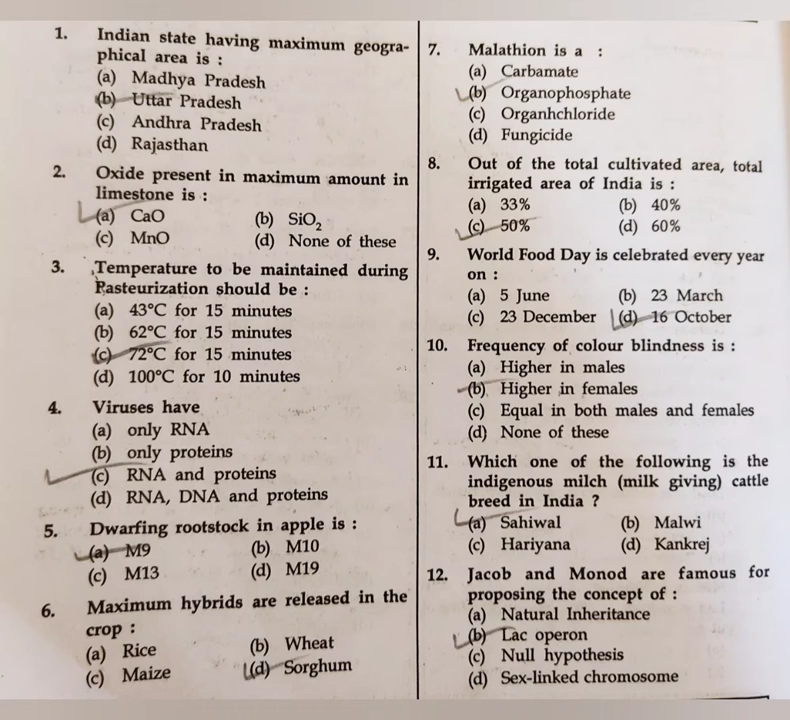 1. Indian state having maximum geogra-
phical area is :
(a) Madhya Pradesh
(b) Uttar Pradesh
(c) Andhra Pradesh
(d) Rajasthan
2. Oxide present in maximum amount in
limestone is :
(a) CaO (b) SiO₂
(c) MnO (d) None of these
3. Temperature to be maintained during
Pasteurization should be :
(a) 43°C for 15 minutes
(b) 62°C for 15 minutes
(c) 72°C for 15 minutes
(d) 100°C for 10 minutes
4. Viruses have
(a) only RNA
(b) only proteins
(c) RNA and proteins
(d) RNA, DNA and proteins
5. Dwarfing rootstock in apple is :
(a) M9 (b) M10
(c) M13 (d) M19
6. Maximum hybrids are released in the
crop :
(a) Rice (b) Wheat
(c) Maize (d) Sorghum
7. Malathion is a :
(a) Carbamate
(b) Organophosphate
(c) Organhchloride
(d) Fungicide
8. Out of the total cultivated area, total
irrigated area of India is :
(a) 33% (b) 40%
(c) 50% (d) 60%
9. World Food Day is celebrated every year
on :
(a) 5 June (b) 23 March
(c) 23 December (d) 16 October
10. Frequency of colour blindness is :
(a) Higher in males
(b) Higher in females
(c) Equal in both males and females
(d) None of these
11. Which one of the following is the
indigenous milch (milk giving) cattle
breed in India ?
(a) Sahiwal (b) Malwi
(c) Hariyana (d) Kankrej
12. Jacob and Monod are famous for
proposing the concept of :
(a) Natural Inheritance
(b) Lac operon
(c) Null hypothesis
(d) Sex-linked chromosome